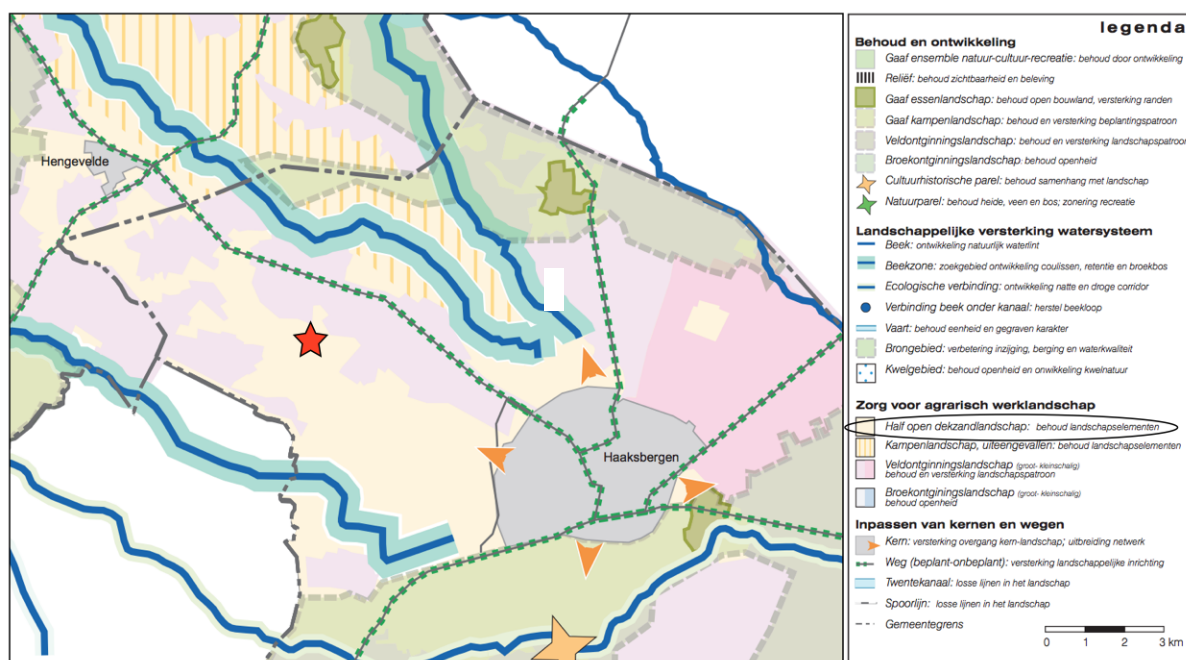 Hengevelde
Haaksbergen
legenda
Behoud en ontwikkeling
Gaaf ensemble natuur-cultuur-recreatie: behoud door ontwikkeling
Reliëf: behoud zichtbaarheid en beleving
Gaaf essenlandschap: behoud open bouwland, versterking randen
Gaaf kampenlandschap: behoud en versterking beplantingspatroon
Veldontginningslandschap: behoud en versterking landschapspatroon
Broekontginningslandschap: behoud openheid
Cultuurhistorische parel: behoud samenhang met landschap
Natuurparel: behoud heide, veen en bos; zonering recreatie
Landschappelijke versterking watersysteem
Beek: ontwikkeling natuurlijk waterlint
Beekzone: zoekgebied ontwikkeling coulissen, retentie en broekbos
Ecologische verbinding: ontwikkeling natte en droge corridor
Verbinding beek onder kanaal: herstel beekloop
Vaart: behoud eenheid en gegraven karakter
Brongebied: verbetering inzijging, berging en waterkwaliteit
Kwelgebied: behoud openheid en onwikkeling kwelnatuur
Zorg voor agrarisch werklandschap
Half open dekzandlandschap: behoud landschapselementen
Kampenlandschap, uiteengevallen: behoud landschapselementen
Veldontginningslandschap (groot- kleinschalig)
behoud en versterking landschapspatroon
Broekontginingslandschap (groot- kleinschalig)
behoud openheid
Inpassen van kernen en wegen
Kern: versterking overgang kern-landschap; uitbreiding netwerk
Weg (beplant-onbeplant): versterking landschappelijke inrichting
Twentekanaal: losse lijnen in het landschap
Spoorlijn: losse lijnen in het landschap
Gemeentegrens
0 1 2 3 km